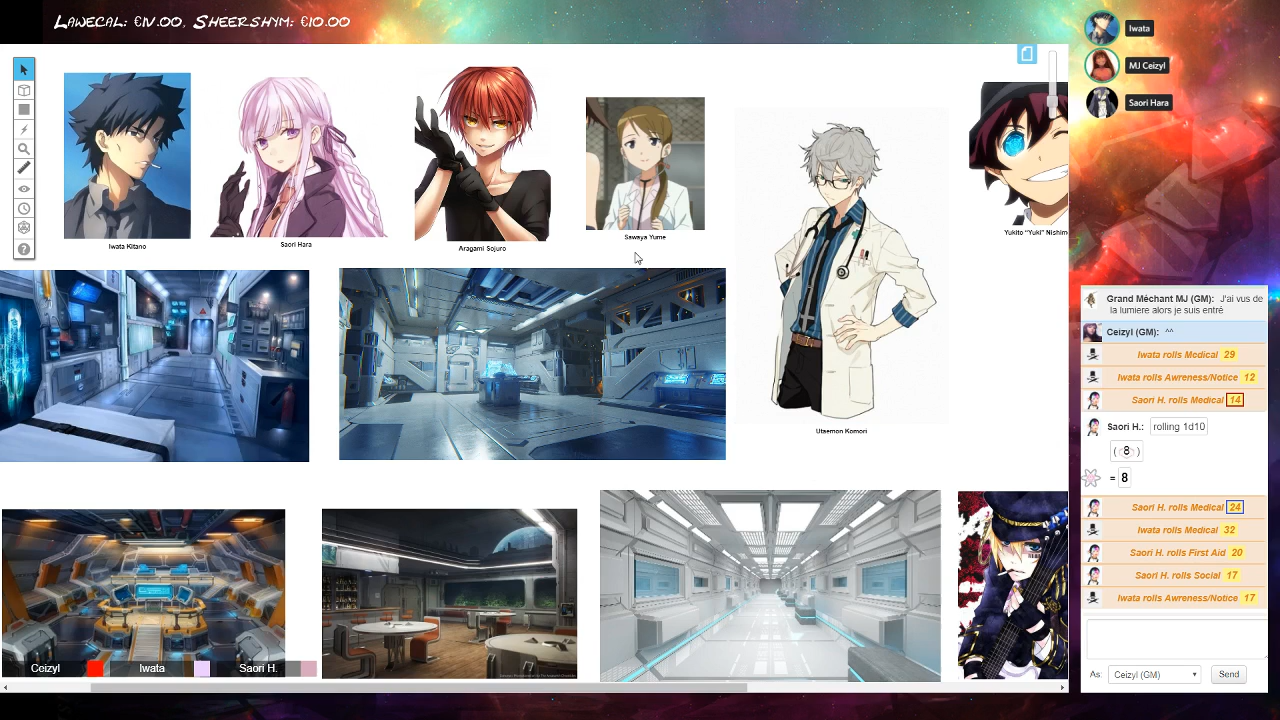 Lawecal: €IV.00, Sheershym: €10.00
Iwata
MJ Ceizyl
Saori Hara
Iwata Kitano
Saori Hara
Aragami Sojuro
Sawaya Yume
Yukito "Yuki" Nishim
Utaemon Komori
Ceizyl
Iwata
Saori H.
Grand Méchant MJ (GM): J'ai vus de
la lumiere alors je suis entré
Ceizyl (GM): ^^
Iwata rolls Medical 29
Iwata rolls Awreness/Notice 12
Saori H. rolls Medical 14
Saori H.: rolling 1d10
( 8 )
= 8
Saori H. rolls Medical 24
Iwata rolls Medical 32
Saori H. rolls First Aid 20
Saori H. rolls Social 17
Iwata rolls Awreness/Notice 17
As: Ceizyl (GM) Send